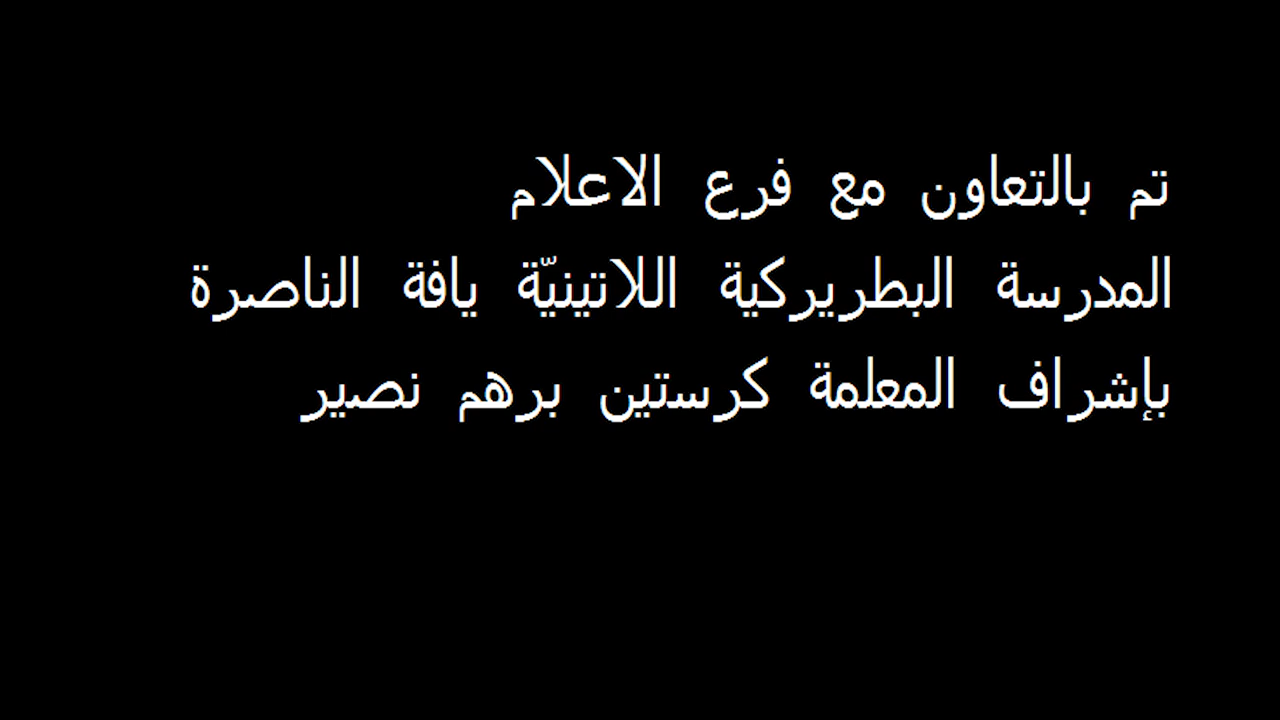 تم بالتعاون مع فرع الاعلام
المدرسة البطريركية اللاتينيّة يافة الناصرة
بإشراف المعلمة كرستين برهم نصير